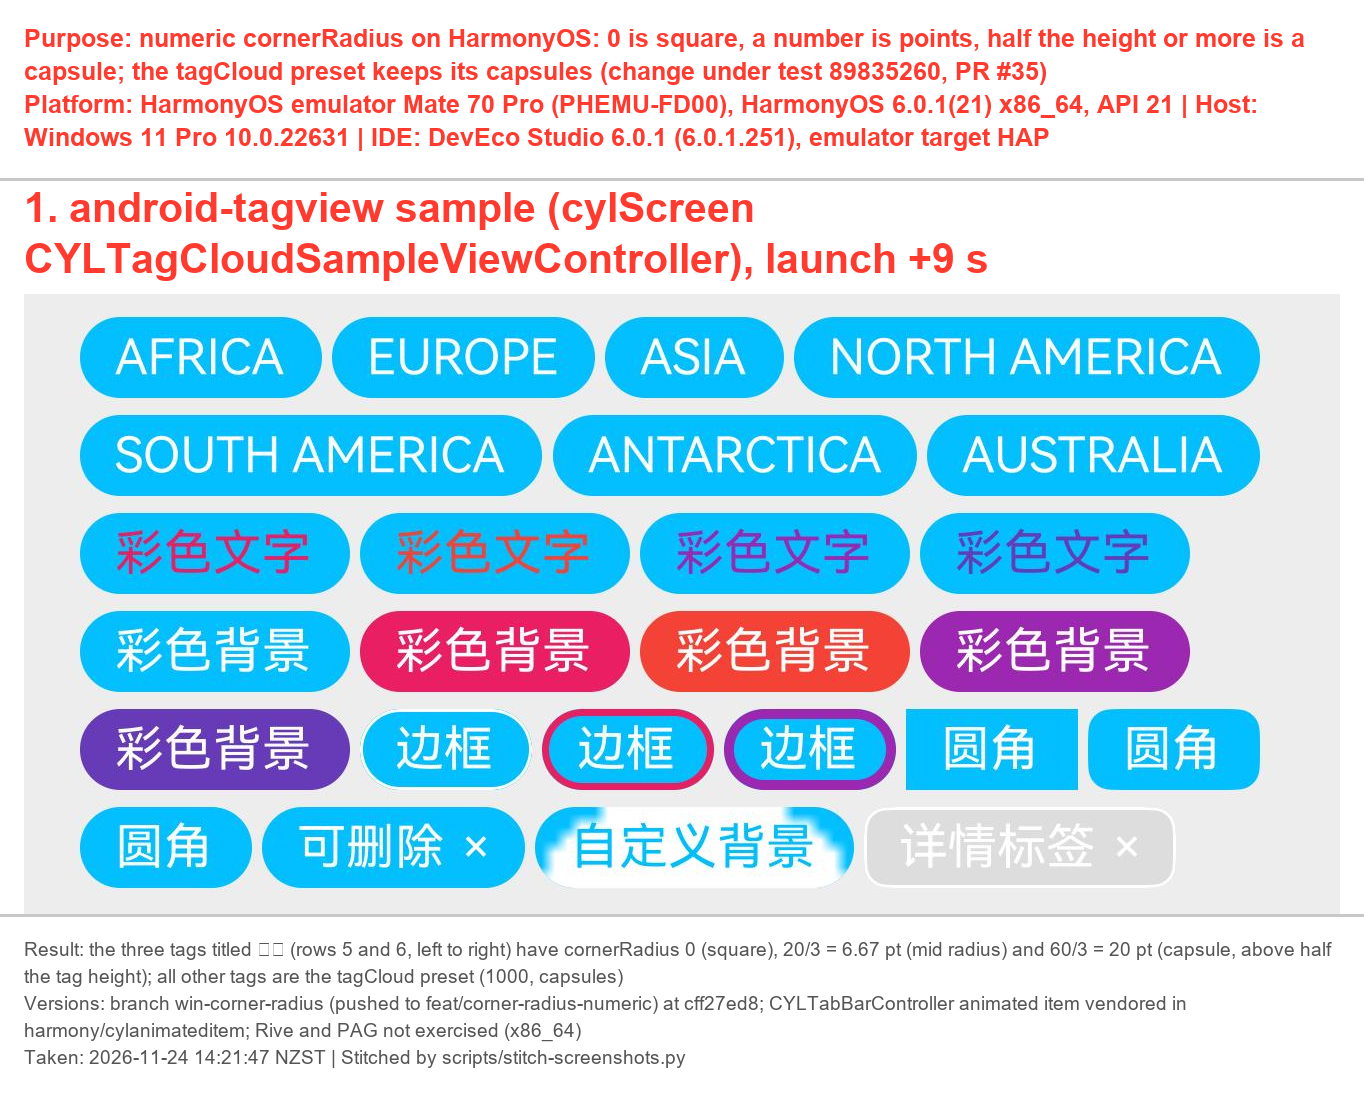 Purpose: numeric cornerRadius on HarmonyOS: 0 is square, a number is points, half the height or more is a
capsule; the tagCloud preset keeps its capsules (change under test 89835260, PR #35)
Platform: HarmonyOS emulator Mate 70 Pro (PHEMU-FD00), HarmonyOS 6.0.1(21) x86_64, API 21 | Host:
Windows 11 Pro 10.0.22631 | IDE: DevEco Studio 6.0.1 (6.0.1.251), emulator target HAP
1. android-tagview sample (cylScreen
CYLTagCloudSampleViewController), launch +9 s
AFRICA EUROPE ASIA NORTH AMERICA
SOUTH AMERICA ANTARCTICA AUSTRALIA
彩色文字 彩色文字 彩色文字 彩色文字
彩色背景 彩色背景 彩色背景 彩色背景
彩色背景 边框 边框 边框 圆角 圆角
圆角 可删除 × 自定义背景 详情标签 ×
Result: the three tags titled □□ (rows 5 and 6, left to right) have cornerRadius 0 (square), 20/3 = 6.67 pt (mid radius) and 60/3 = 20 pt (capsule, above half
the tag height); all other tags are the tagCloud preset (1000, capsules)
Versions: branch win-corner-radius (pushed to feat/corner-radius-numeric) at cff27ed8; CYLTabBarController animated item vendored in
harmony/cylanimateditem; Rive and PAG not exercised (x86_64)
Taken: 2026-11-24 14:21:47 NZST | Stitched by scripts/stitch-screenshots.py